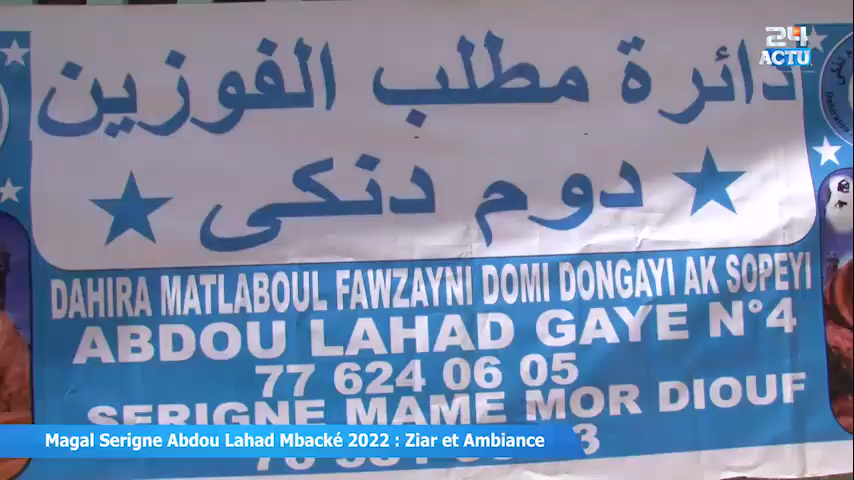 24
ACTU
دائرة مطلب الفوزين
دوم دنكى
DAHIRA MATLABOUL FAWZAYNI DOMI DONGAYI AK SOPEYI
ABDOU LAHAD GAYE N°4
77 624 06 05
SERIGNE MAME MOR DIOUF
Magal Serigne Abdou Lahad Mbacké 2022 : Ziar et Ambiance